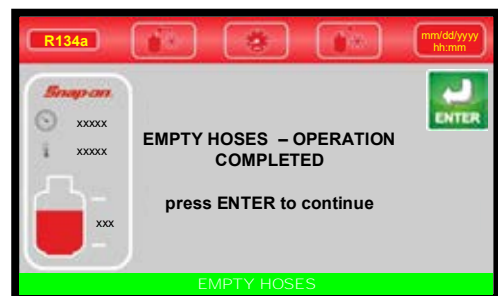 R134a
mm/dd/yyyy
hh:mm
Snap-on
ENTER
xxxxx
xxxxx
EMPTY HOSES – OPERATION
COMPLETED
press ENTER to continue
xxx
EMPTY HOSES